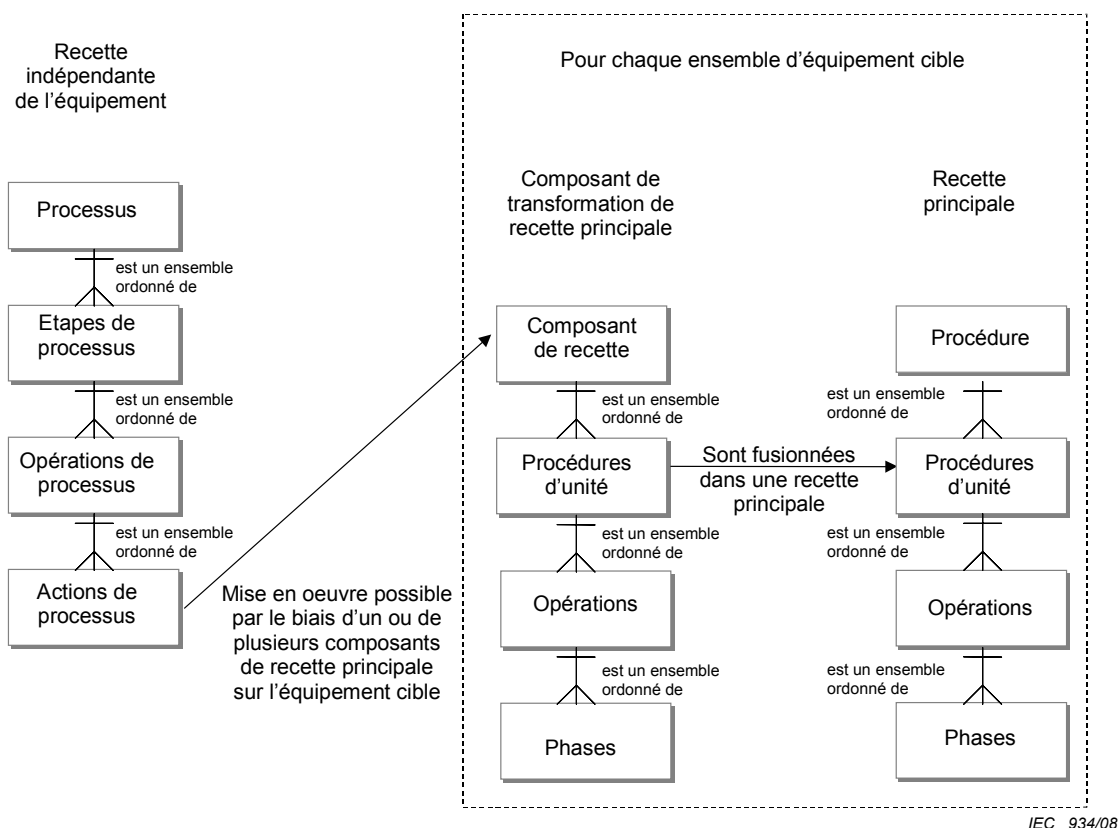 Recette
indépendante
de l'équipement
Processus
est un ensemble
ordonné de
Etapes de
processus
est un ensemble
ordonné de
Opérations de
processus
est un ensemble
ordonné de
Actions de
processus
Mise en oeuvre possible
par le biais d'un ou de
plusieurs composants
de recette principale
sur l'équipement cible
Pour chaque ensemble d'équipement cible
Composant de
transformation de
recette principale
Composant
de recette
est un ensemble
ordonné de
Procédures
d'unité
est un ensemble
ordonné de
Opérations
est un ensemble
ordonné de
Phases
Sont fusionnées
dans une recette
principale
Recette
principale
Procédure
est un ensemble
ordonné de
Procédures
d'unité
est un ensemble
ordonné de
Opérations
est un ensemble
ordonné de
Phases
IEC 934/08